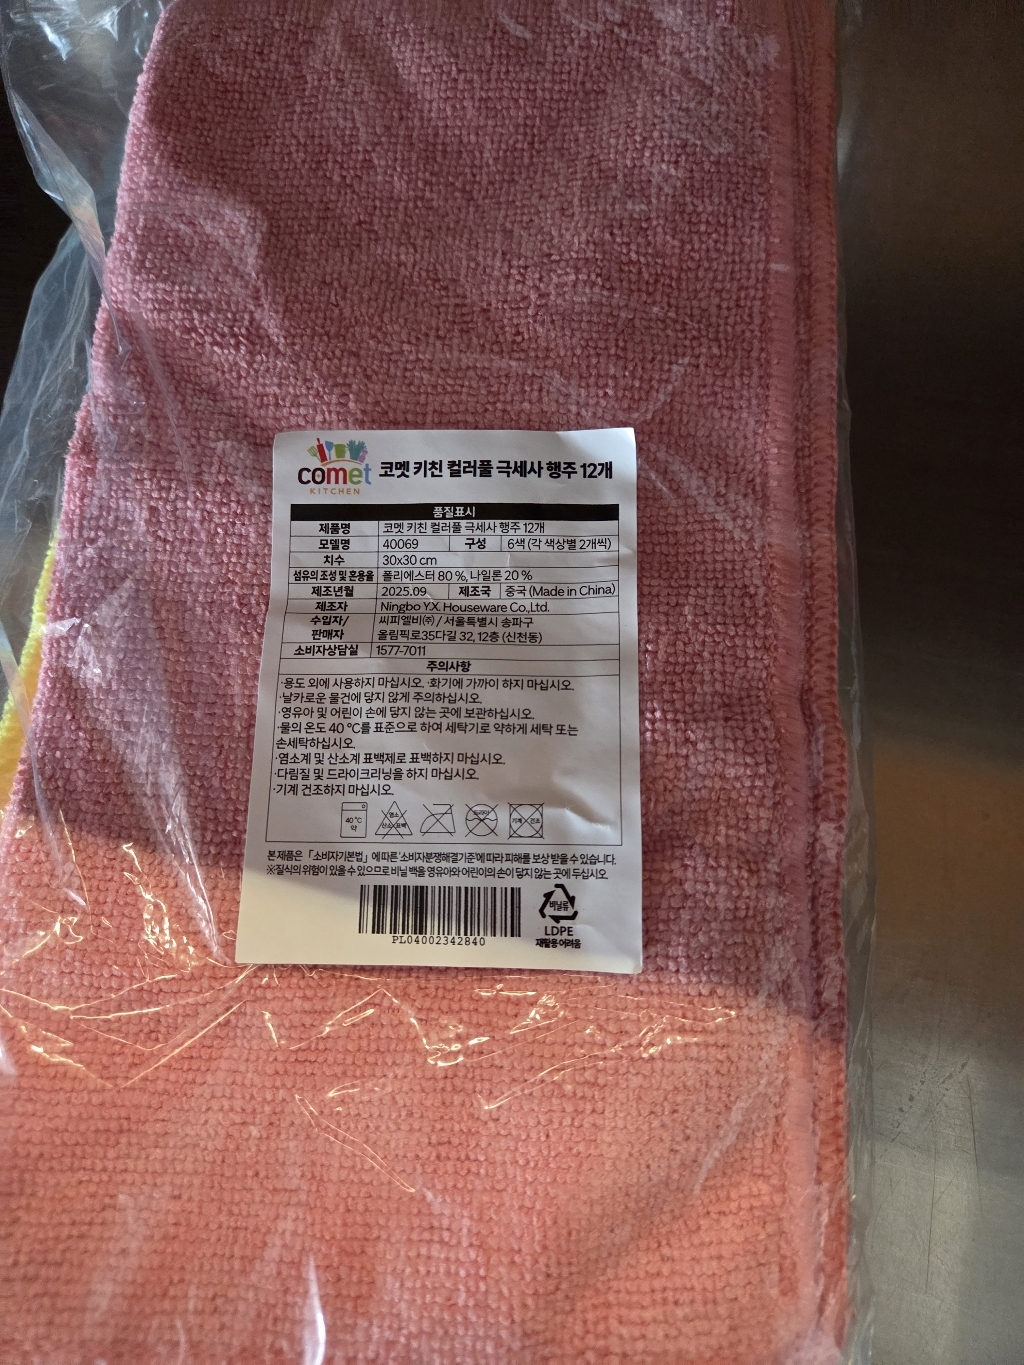 comet
KITCHEN
코멧 키친 컬러풀 극세사 행주 12개
품질표시
제품명 코멧 키친 컬러풀 극세사 행주 12개
모델명 40069 구성 6색 (각 색상별 2개씩)
치수 30x30 cm
섬유의 조성 및 혼용율 폴리에스터 80 %, 나일론 20 %
제조년월 2025.09 제조국 중국 (Made in China)
제조자 Ningbo Y.X. Houseware Co.,Ltd.
수입자/ 씨피엘비㈜ / 서울특별시 송파구
판매자 올림픽로35다길 32, 12층 (신천동)
소비자상담실 1577-7011
주의사항
·용도 외에 사용하지 마십시오. ·화기에 가까이 하지 마십시오.
·날카로운 물건에 닿지 않게 주의하십시오.
·영유아 및 어린이 손에 닿지 않는 곳에 보관하십시오.
·물의 온도 40 ℃를 표준으로 하여 세탁기로 약하게 세탁 또는
손세탁하십시오.
·염소계 및 산소계 표백제로 표백하지 마십시오.
·다림질 및 드라이크리닝을 하지 마십시오.
·기계 건조하지 마십시오.
40 ℃ 염소 드라이 기계 건조
약 산소 표백
본 제품은 「소비자기본법」에 따른 '소비자분쟁해결기준'에 따라 피해를 보상 받을 수 있습니다.
※질식의 위험이 있을 수 있으므로 비닐 백을 영유아와 어린이의 손이 닿지 않는 곳에 두십시오.
비닐류
LDPE
재활용 어려움
PL04002342840